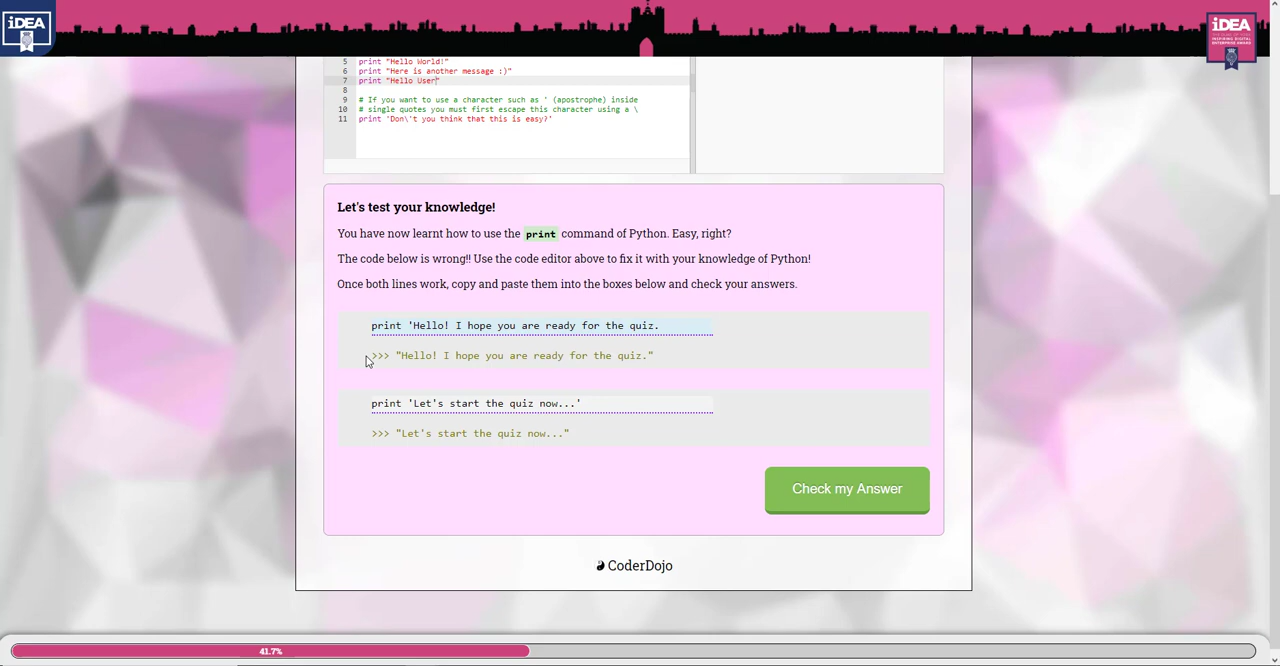 iDEA
iDEA
INSPIRING DIGITAL
ENTERPRISE AWARD
5 print "Hello World!"
6 print "Here is another message :)"
7 print "Hello User"
8
9 # If you want to use a character such as ' (apostrophe) inside
10 # single quotes you must first escape this character using a \
11 print 'Don\'t you think that this is easy?'
Let's test your knowledge!
You have now learnt how to use the print command of Python. Easy, right?
The code below is wrong!! Use the code editor above to fix it with your knowledge of Python!
Once both lines work, copy and paste them into the boxes below and check your answers.
print 'Hello! I hope you are ready for the quiz.
>>> "Hello! I hope you are ready for the quiz."
print 'Let's start the quiz now...'
>>> "Let's start the quiz now..."
Check my Answer
CoderDojo
41.7%